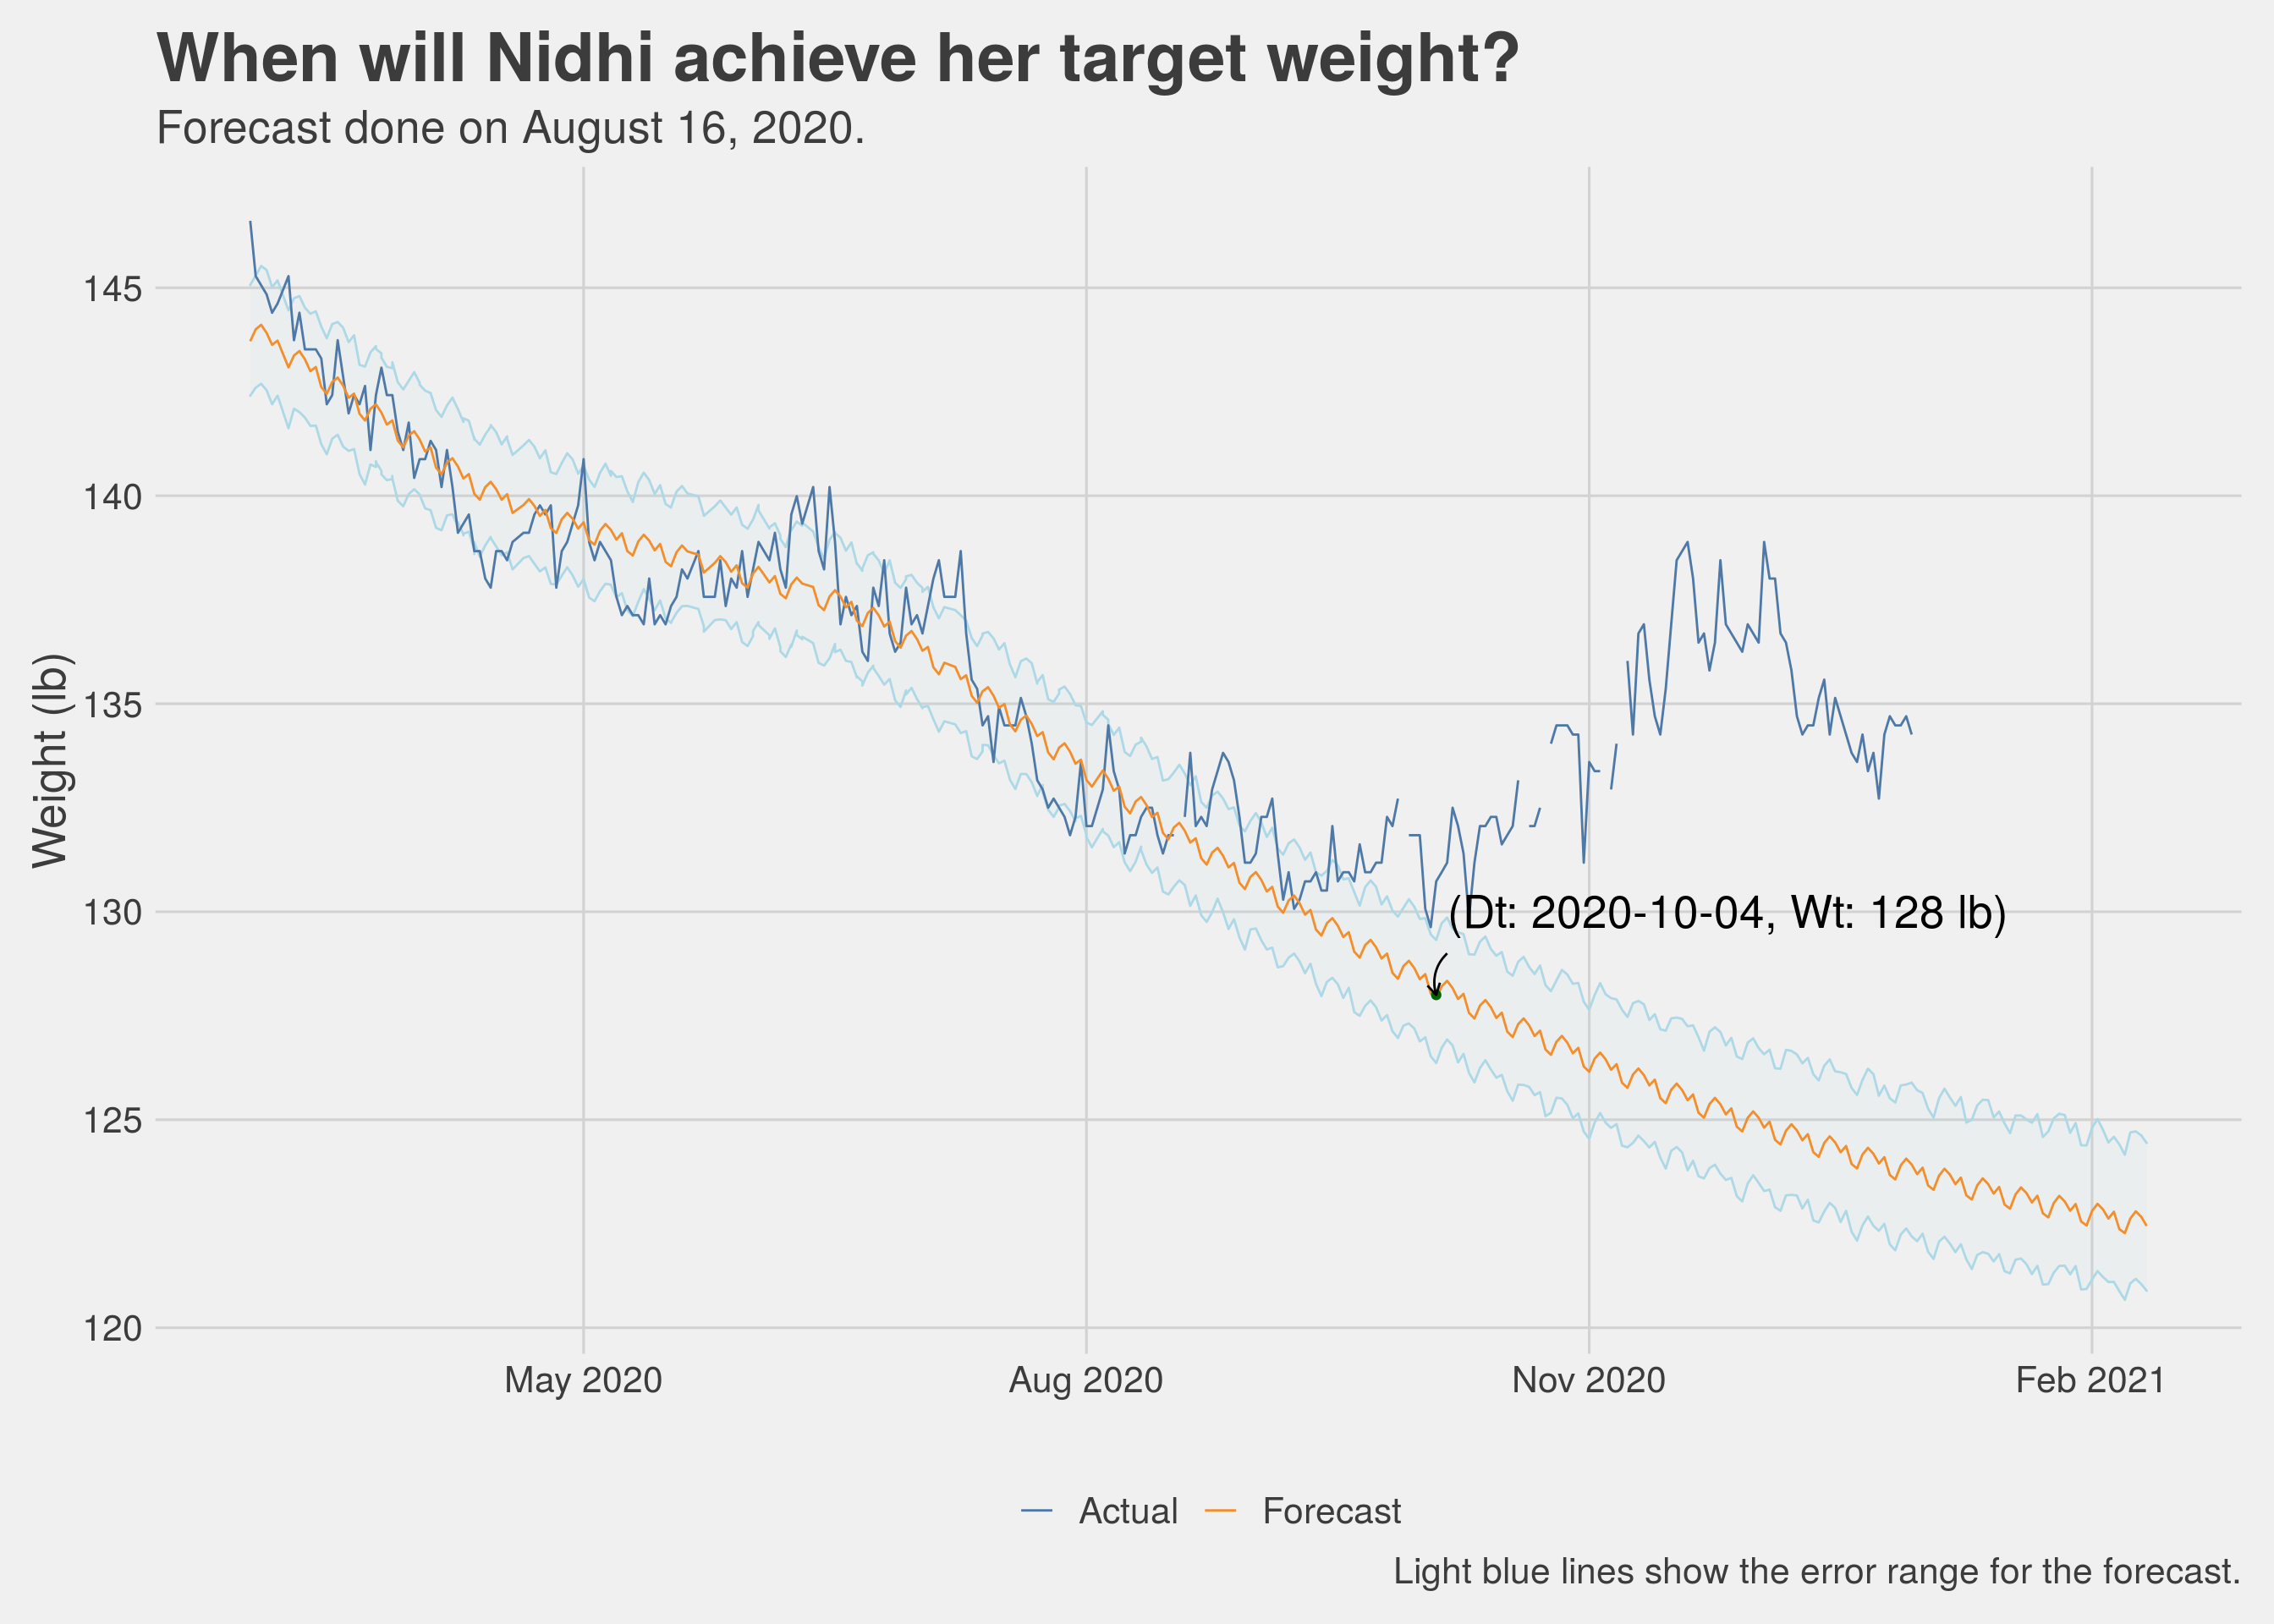 When will Nidhi achieve her target weight?
Forecast done on August 16, 2020.
Weight (lb)
145
140
135
130
125
120
(Dt: 2020-10-04, Wt: 128 lb)
May 2020
Aug 2020
Nov 2020
Feb 2021
Actual
Forecast
Light blue lines show the error range for the forecast.